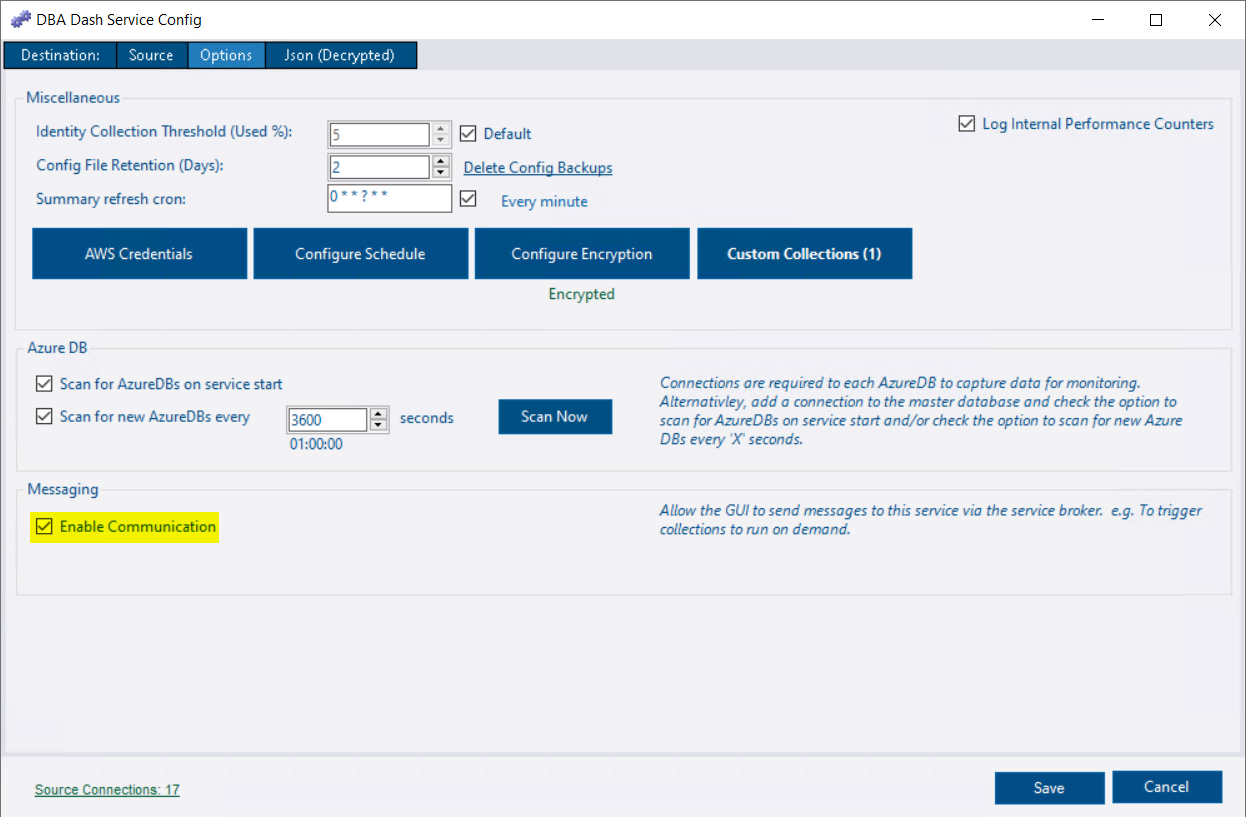 DBA Dash Service Config
Destination: Source Options Json (Decrypted)
Miscellaneous
Identity Collection Threshold (Used %): 5 Default
Log Internal Performance Counters
Config File Retention (Days): 2 Delete Config Backups
Summary refresh cron: 0 * * ? * * Every minute
AWS Credentials Configure Schedule Configure Encryption Custom Collections (1)
Encrypted
Azure DB
Scan for AzureDBs on service start
Scan for new AzureDBs every 3600 seconds Scan Now
01:00:00
Connections are required to each AzureDB to capture data for monitoring.
Alternativley, add a connection to the master database and check the option to
scan for AzureDBs on service start and/or check the option to scan for new Azure
DBs every 'X' seconds.
Messaging
Enable Communication
Allow the GUI to send messages to this service via the service broker. e.g. To trigger
collections to run on demand.
Source Connections: 17
Save Cancel